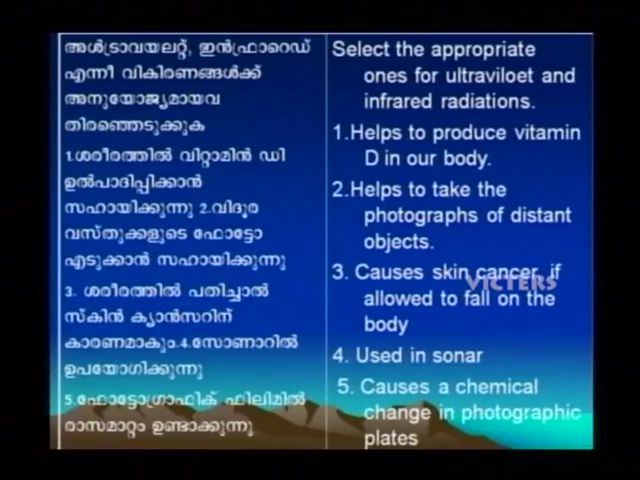 അൾട്രാവയലറ്റ്, ഇൻഫ്രാറെഡ്
എന്നീ വികിരണങ്ങൾക്ക്
അനുയോജ്യമായവ
തിരഞ്ഞെടുക്കുക
1.ശരീരത്തിൽ വിറ്റാമിൻ ഡി
ഉൽപാദിപ്പിക്കാൻ
സഹായിക്കുന്നു 2.വിദൂര
വസ്തുക്കളുടെ ഫോട്ടോ
എടുക്കാൻ സഹായിക്കുന്നു
3. ശരീരത്തിൽ പതിച്ചാൽ
സ്കിൻ ക്യാൻസറിന്
കാരണമാകും.4.സോണാറിൽ
ഉപയോഗിക്കുന്നു
5.ഫോട്ടോഗ്രാഫിക് ഫിലിമിൽ
രാസമാറ്റം ഉണ്ടാക്കുന്നു
Select the appropriate
ones for ultraviloet and
infrared radiations.
1.Helps to produce vitamin
D in our body.
2.Helps to take the
photographs of distant
objects.
3. Causes skin cancer, if
allowed to fall on the
body
4. Used in sonar
5. Causes a chemical
change in photographic
plates
VICTERS